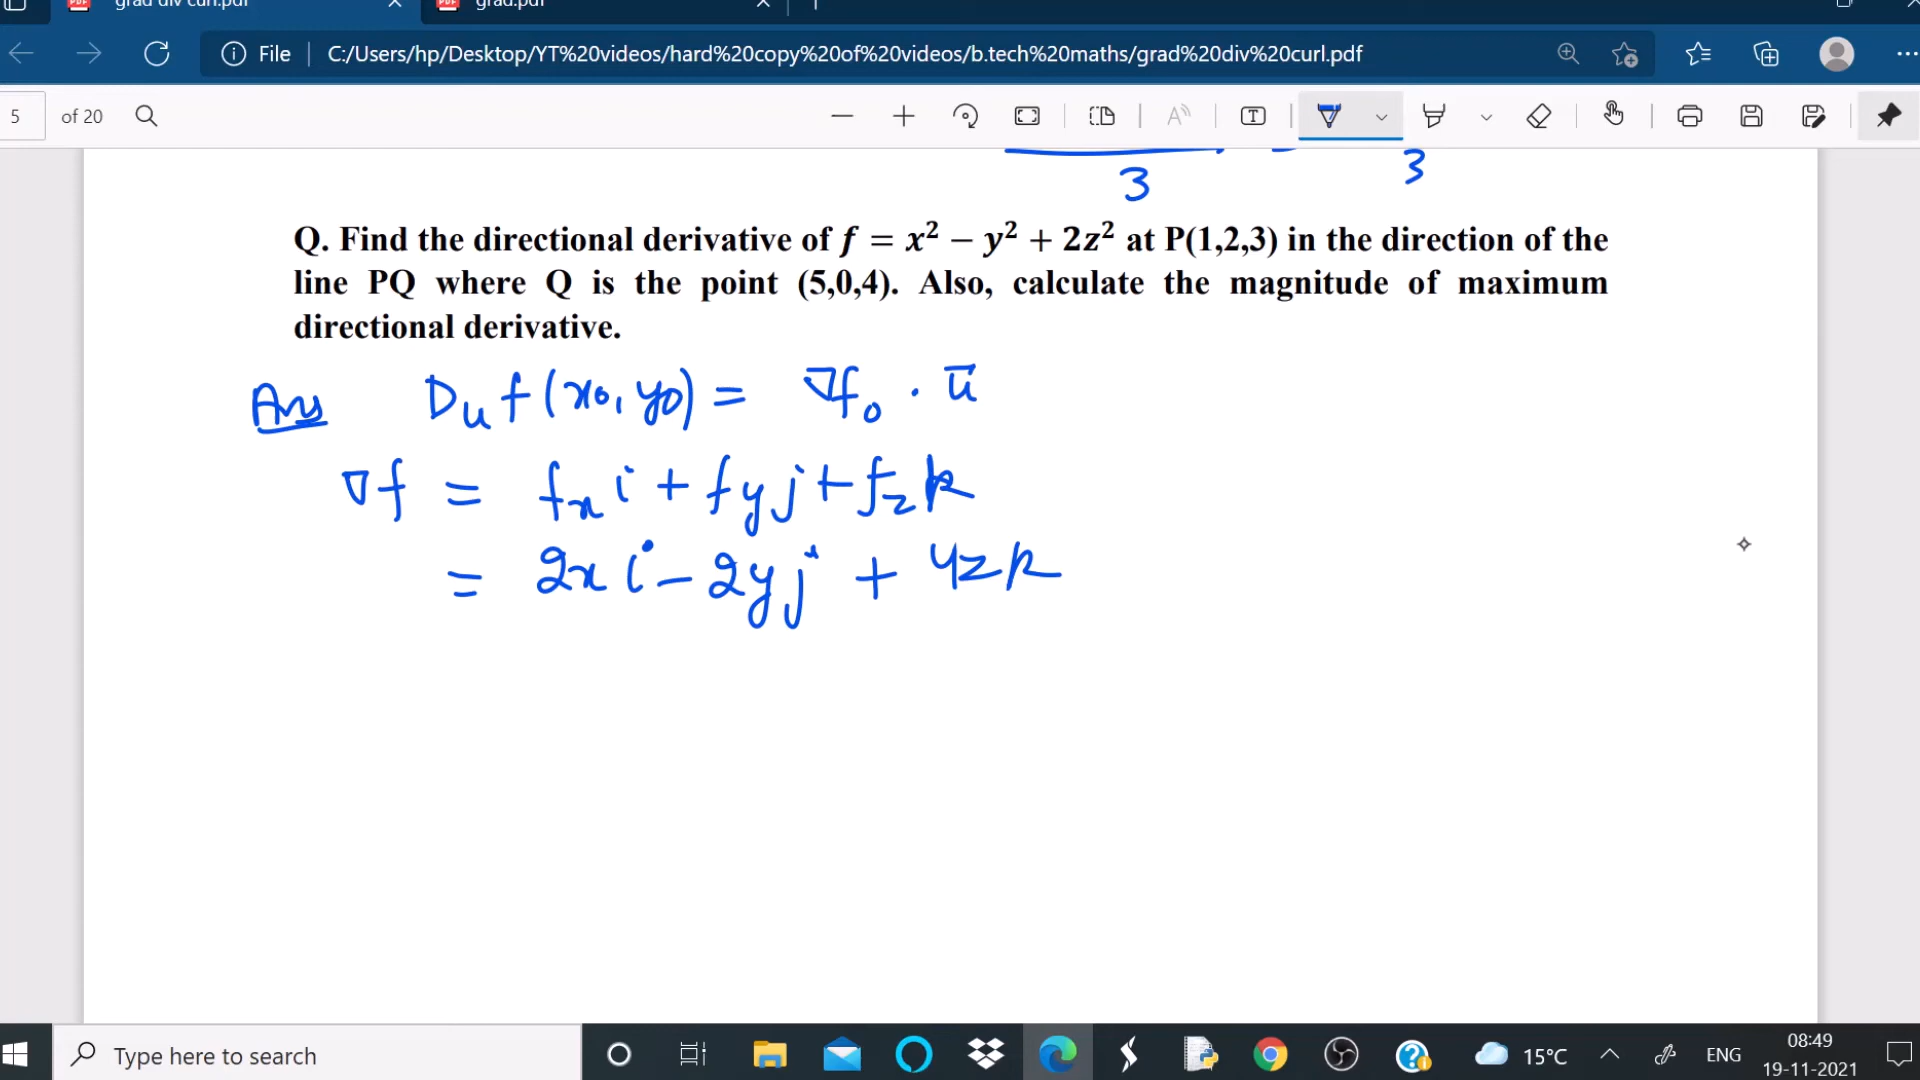 grad div curl.pdf
grad.pdf
File C:/Users/hp/Desktop/YT%20videos/hard%20copy%20of%20videos/b.tech%20maths/grad%20div%20curl.pdf
5 of 20
3 3
Q. Find the directional derivative of f = x² − y² + 2z² at P(1,2,3) in the direction of the
line PQ where Q is the point (5,0,4). Also, calculate the magnitude of maximum
directional derivative.
Ans Duf(x0, y0) = ∇f0 · u̅
∇f = fx i + fy j + fz k
= 2x i − 2y j + 4z k
Type here to search 15°C ENG 08:49
19-11-2021